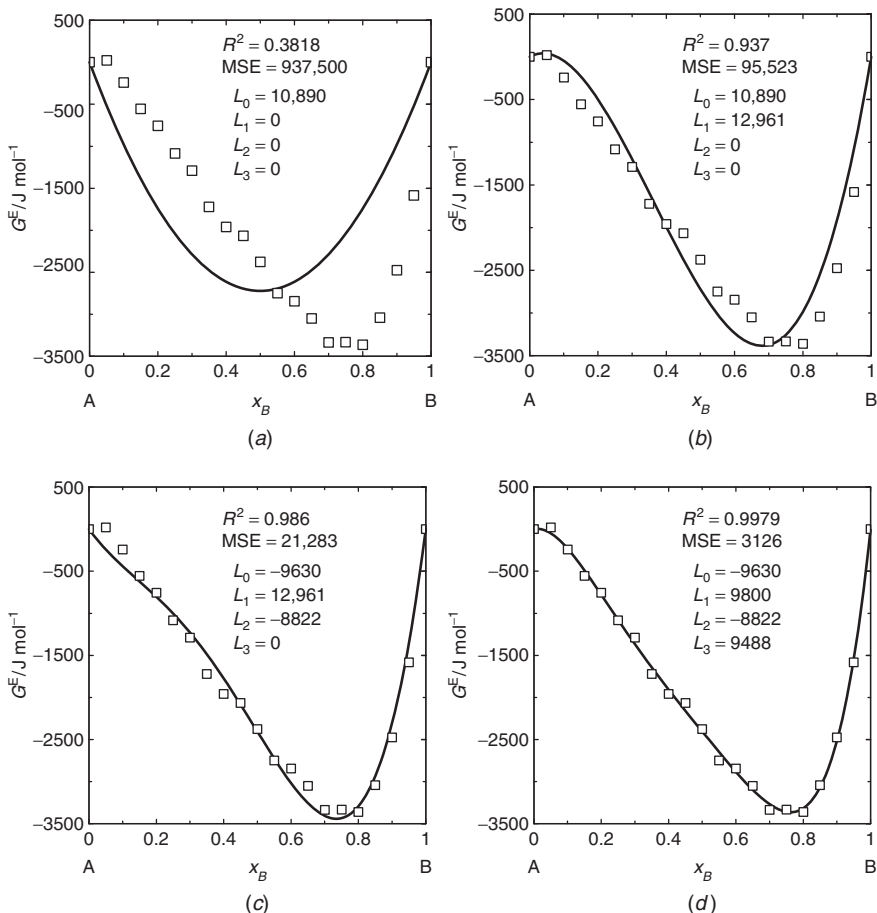 500
−500
−1500
−2500
−3500
G^E/J mol^−1
R² = 0.3818
MSE = 937,500
L₀ = 10,890
L₁ = 0
L₂ = 0
L₃ = 0
0 0.2 0.4 0.6 0.8 1
A x_B B
(a)
500
−500
−1500
−2500
−3500
G^E/J mol^−1
R² = 0.937
MSE = 95,523
L₀ = 10,890
L₁ = 12,961
L₂ = 0
L₃ = 0
0 0.2 0.4 0.6 0.8 1
A x_B B
(b)
500
−500
−1500
−2500
−3500
G^E/J mol^−1
R² = 0.986
MSE = 21,283
L₀ = −9630
L₁ = 12,961
L₂ = −8822
L₃ = 0
0 0.2 0.4 0.6 0.8 1
A x_B B
(c)
500
−500
−1500
−2500
−3500
G^E/J mol^−1
R² = 0.9979
MSE = 3126
L₀ = −9630
L₁ = 9800
L₂ = −8822
L₃ = 9488
0 0.2 0.4 0.6 0.8 1
A x_B B
(d)